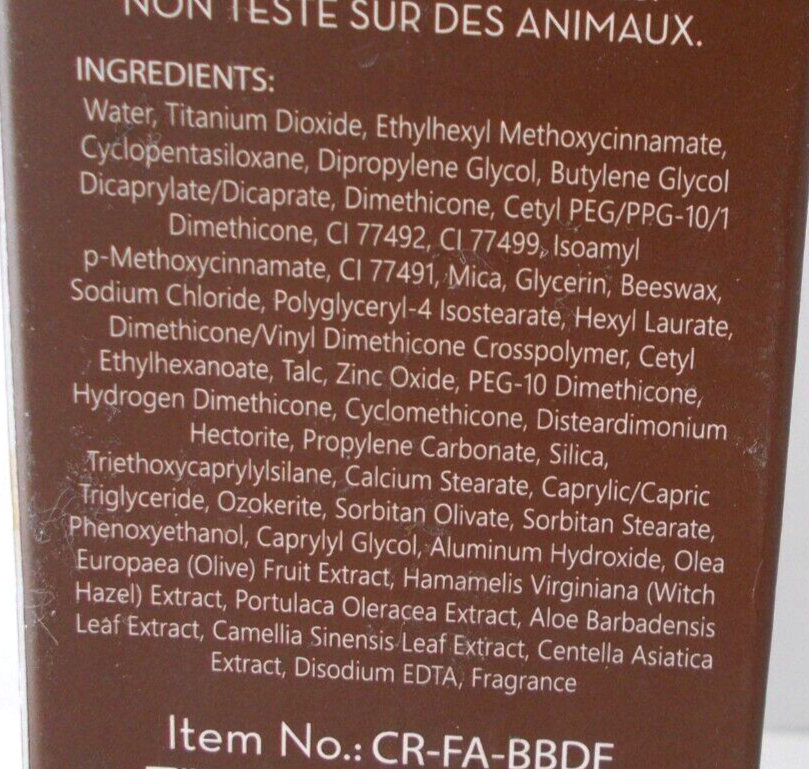 NON TESTÉ SUR DES ANIMAUX.
INGREDIENTS:
Water, Titanium Dioxide, Ethylhexyl Methoxycinnamate,
Cyclopentasiloxane, Dipropylene Glycol, Butylene Glycol
Dicaprylate/Dicaprate, Dimethicone, Cetyl PEG/PPG-10/1
Dimethicone, CI 77492, CI 77499, Isoamyl
p-Methoxycinnamate, CI 77491, Mica, Glycerin, Beeswax,
Sodium Chloride, Polyglyceryl-4 Isostearate, Hexyl Laurate,
Dimethicone/Vinyl Dimethicone Crosspolymer, Cetyl
Ethylhexanoate, Talc, Zinc Oxide, PEG-10 Dimethicone,
Hydrogen Dimethicone, Cyclomethicone, Disteardimonium
Hectorite, Propylene Carbonate, Silica,
Triethoxycaprylylsilane, Calcium Stearate, Caprylic/Capric
Triglyceride, Ozokerite, Sorbitan Olivate, Sorbitan Stearate,
Phenoxyethanol, Caprylyl Glycol, Aluminum Hydroxide, Olea
Europaea (Olive) Fruit Extract, Hamamelis Virginiana (Witch
Hazel) Extract, Portulaca Oleracea Extract, Aloe Barbadensis
Leaf Extract, Camellia Sinensis Leaf Extract, Centella Asiatica
Extract, Disodium EDTA, Fragrance
Item No.: CR-FA-BBDF